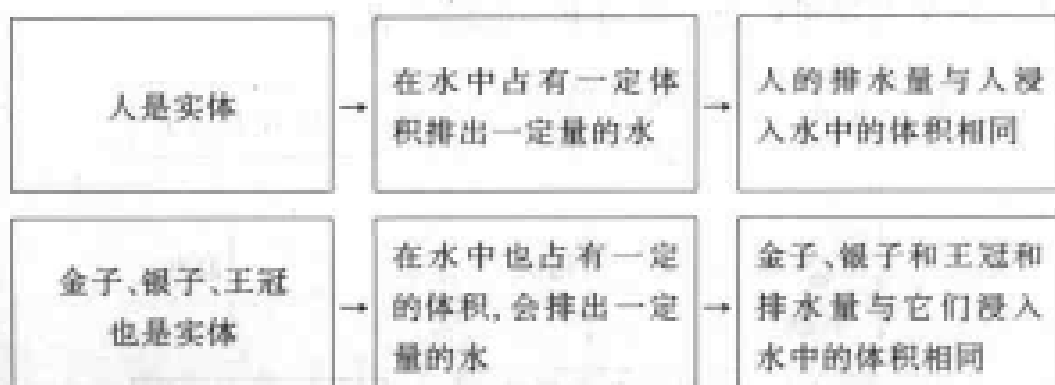 人是实体
在水中占有一定体
积排出一定量的水
人的排水量与人浸
入水中的体积相同
金子、银子、王冠
也是实体
在水中也占有一定
的体积,会排出一定
量的水
金子、银子和王冠和
排水量与它们浸入
水中的体积相同